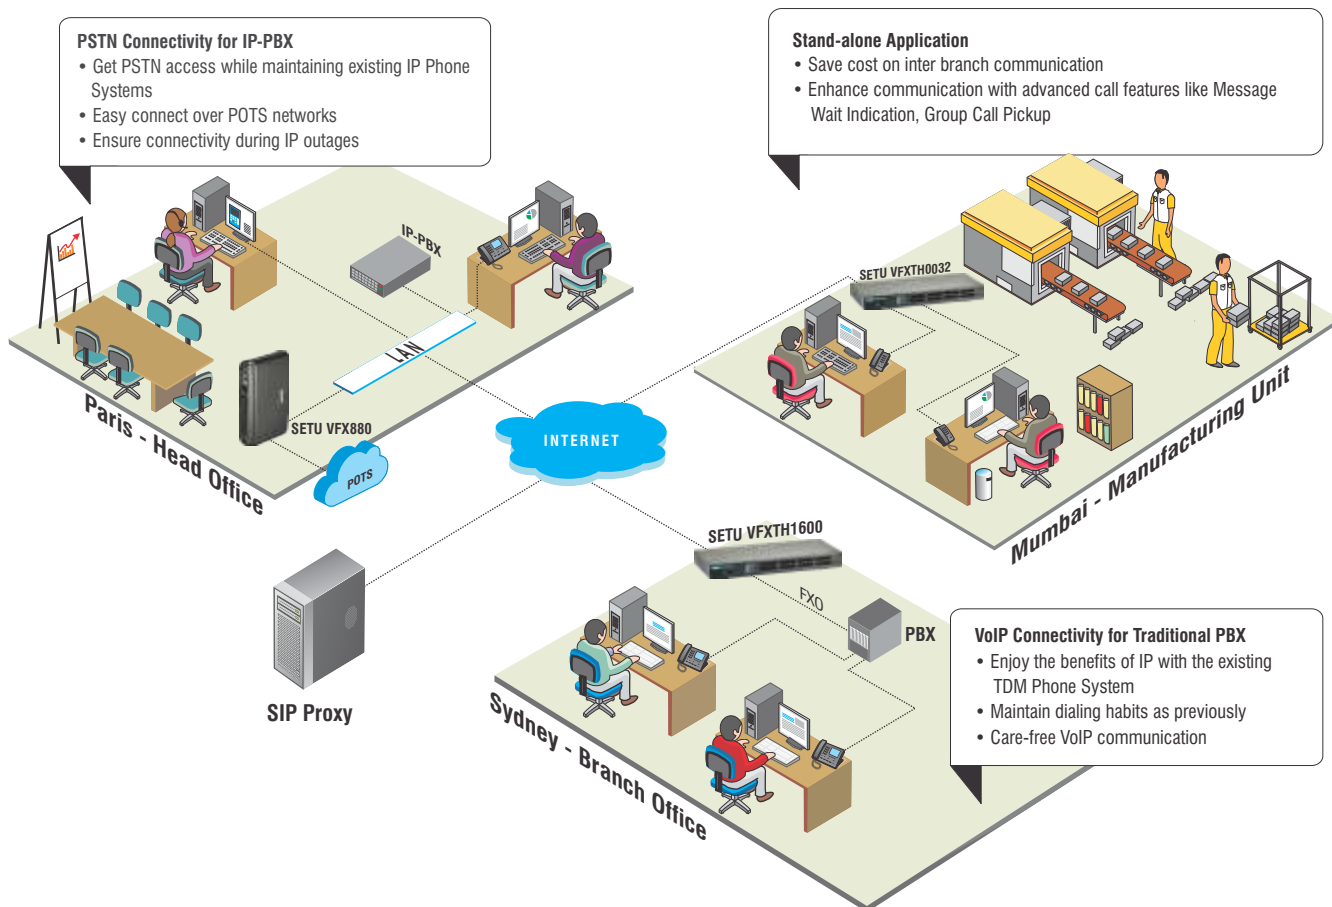 PSTN Connectivity for IP-PBX
• Get PSTN access while maintaining existing IP Phone
Systems
• Easy connect over POTS networks
• Ensure connectivity during IP outages
Stand-alone Application
• Save cost on inter branch communication
• Enhance communication with advanced call features like Message
Wait Indication, Group Call Pickup
IP-PBX
LAN
SETU VFX880
POTS
Paris - Head Office
INTERNET
SETU VFXTH0032
Mumbai - Manufacturing Unit
SIP Proxy
SETU VFXTH1600
FXO
PBX
Sydney - Branch Office
VoIP Connectivity for Traditional PBX
• Enjoy the benefits of IP with the existing
TDM Phone System
• Maintain dialing habits as previously
• Care-free VoIP communication